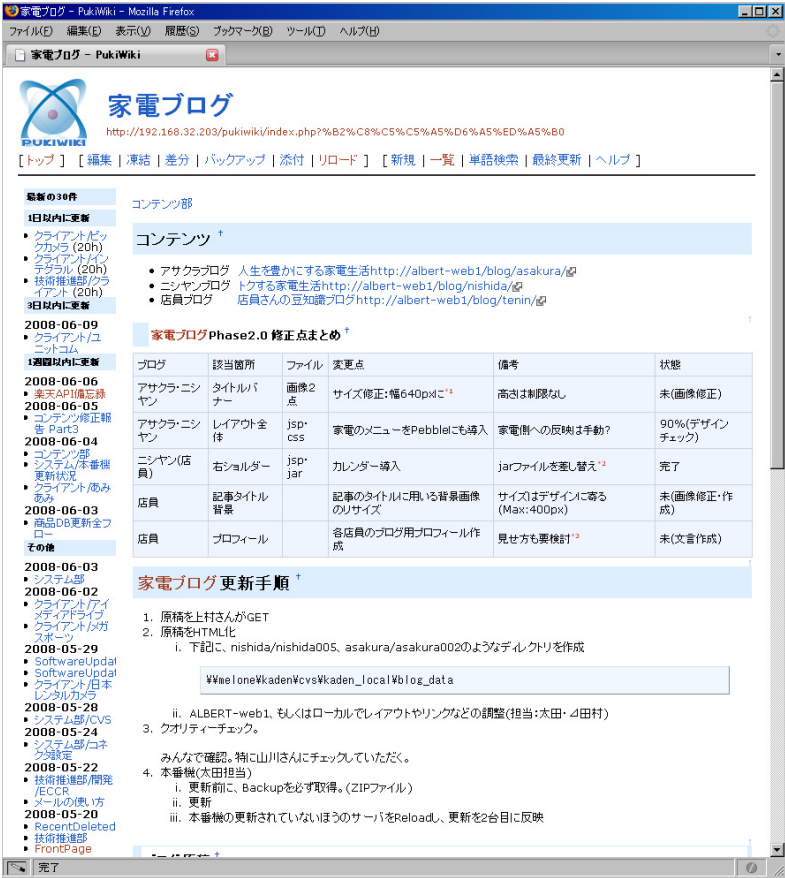 家電ブログ - PukiWiki - Mozilla Firefox
ファイル(F) 編集(E) 表示(V) 履歴(S) ブックマーク(B) ツール(T) ヘルプ(H)
家電ブログ - PukiWiki
PUKIWIKI
家電ブログ
http://192.168.32.203/pukiwiki/index.php?%B2%C8%C5%C5%A5%D6%A5%ED%A5%B0
[トップ] [編集 | 凍結 | 差分 | バックアップ | 添付 | リロード] [新規 | 一覧 | 単語検索 | 最終更新 | ヘルプ]
最新の30件
1日以内に更新
クライアント/ビッ
クカメラ (20h)
クライアント/イン
テグラル (20h)
技術推進部/クラ
イアント (20h)
3日以内に更新
2008-06-09
クライアント/ユ
ニットコム
1週間以内に更新
2008-06-06
楽天API備忘録
2008-06-05
コンテンツ修正報
告 Part3
2008-06-04
コンテンツ部
システム/本番機
更新状況
クライアント/あみ
あみ
2008-06-03
商品DB更新全フ
ロー
その他
2008-06-03
システム部
2008-06-02
クライアント/アイ
メディアドライブ
クライアント/メガ
スポーツ
2008-05-29
SoftwareUpdat
SoftwareUpdat
クライアント/日本
レンタルカメラ
2008-05-28
システム部/CVS
2008-05-24
システム部/コネ
クタ設定
2008-05-22
技術推進部/開発
/ECCR
メールの使い方
2008-05-20
RecentDeleted
技術推進部
FrontPage
コンテンツ部
コンテンツ †
アサクラブログ 人生を豊かにする家電生活http://albert-web1/blog/asakura/
ニシヤンブログ トクする家電生活http://albert-web1/blog/nishida/
店員ブログ 店員さんの豆知識ブログhttp://albert-web1/blog/tenin/
↑
家電ブログPhase2.0 修正点まとめ †
ブログ 該当箇所 ファイル 変更点 備考 状態
アサクラ・ニシヤン タイトルバナー 画像2点 サイズ修正:幅640pxに*1 高さは制限なし 未(画像修正)
アサクラ・ニシヤン レイアウト全体 jsp・css 家電のメニューをPebbleにも導入 家電側への反映は手動? 90%(デザインチェック)
ニシヤン(店員) 右ショルダー jsp・jar カレンダー導入 jarファイルを差し替え*2 完了
店員 記事タイトル背景 記事のタイトルに用いる背景画像のリサイズ サイズはデザインに寄る(Max:400px) 未(画像修正・作成)
店員 プロフィール 各店員のブログ用プロフィール作成 見せ方も要検討*3 未(文言作成)
↑
家電ブログ更新手順 †
1. 原稿を上村さんがGET
2. 原稿をHTML化
i. 下記に、nishida/nishida005、asakura/asakura002のようなディレクトリを作成
¥¥melone¥kaden¥cvs¥kaden_local¥blog_data
ii. ALBERT-web1、もしくはローカルでレイアウトやリンクなどの調整(担当:太田・⊿田村)
3. クオリティーチェック。
みんなで確認。特に山川さんにチェックしていただく。
4. 本番機(太田担当)
i. 更新前に、Backupを必ず取得。(ZIPファイル)
ii. 更新
iii. 本番機の更新されていないほうのサーバをReloadし、更新を2台目に反映
↑
完了